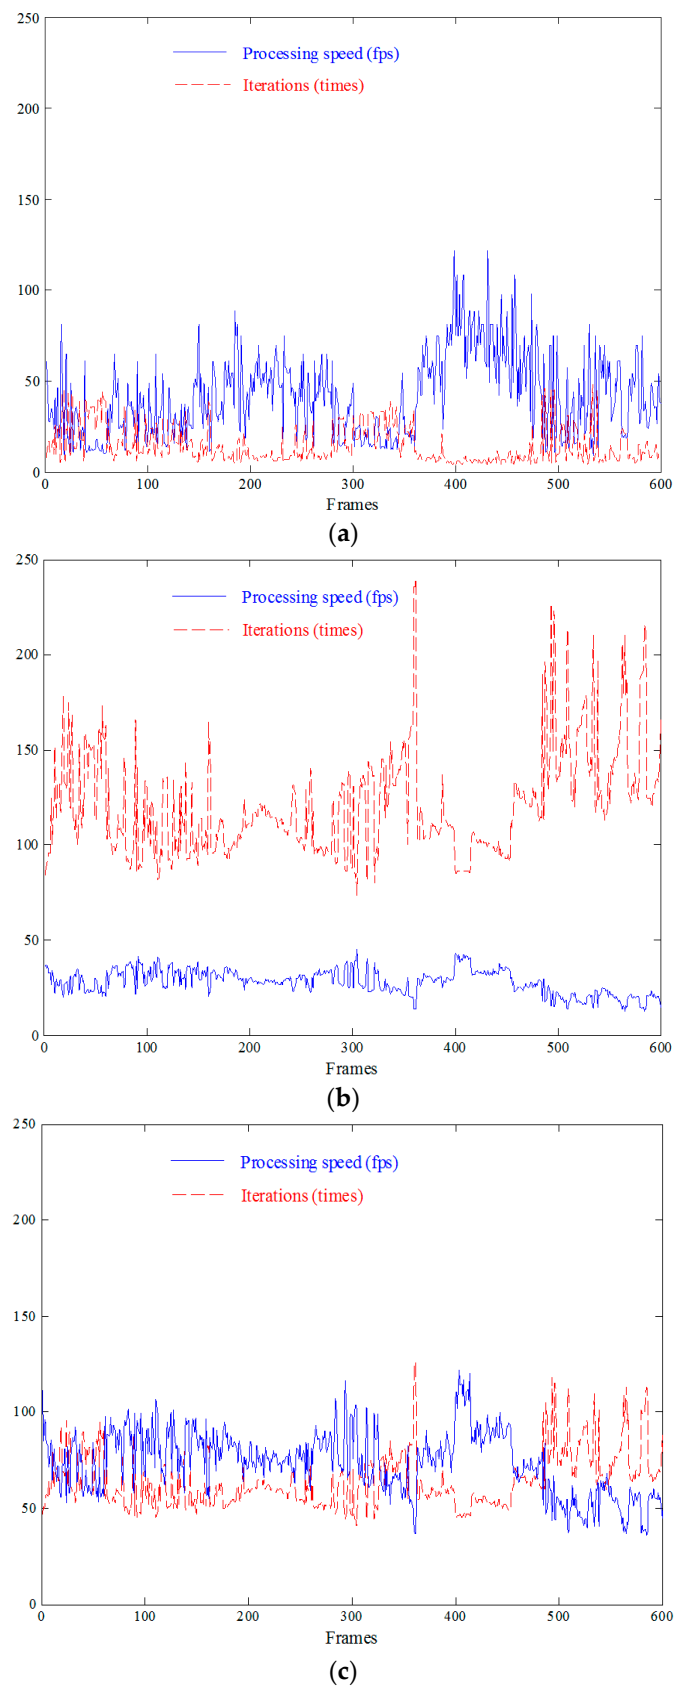 250
Processing speed (fps)
Iterations (times)
200
150
100
50
0
0 100 200 300 400 500 600
Frames
(a)
250
Processing speed (fps)
Iterations (times)
200
150
100
50
0
0 100 200 300 400 500 600
Frames
(b)
250
Processing speed (fps)
Iterations (times)
200
150
100
50
0
0 100 200 300 400 500 600
Frames
(c)